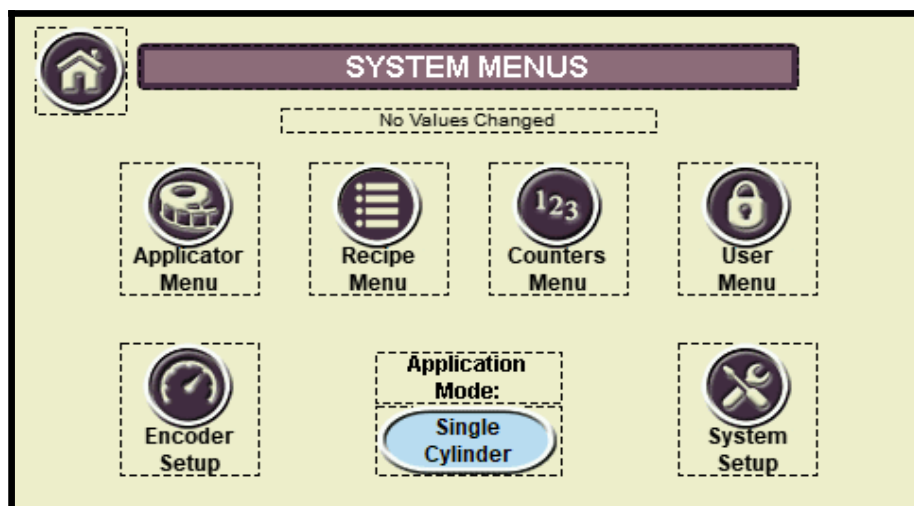 SYSTEM MENUS
No Values Changed
123
Applicator
Menu
Recipe
Menu
Counters
Menu
User
Menu
Encoder
Setup
Application
Mode:
Single
Cylinder
System
Setup